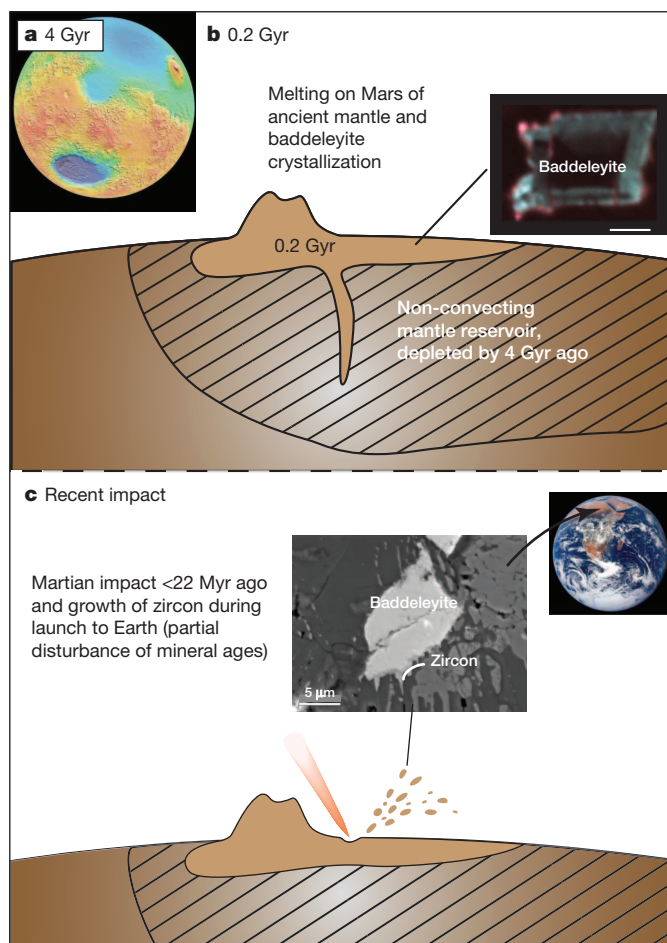 a 4 Gyr
b 0.2 Gyr
Melting on Mars of
ancient mantle and
baddeleyite
crystallization
Baddeleyite
0.2 Gyr
Non-convecting
mantle reservoir,
depleted by 4 Gyr ago
c Recent impact
Martian impact <22 Myr ago
and growth of zircon during
launch to Earth (partial
disturbance of mineral ages)
Baddeleyite
Zircon
5 μm